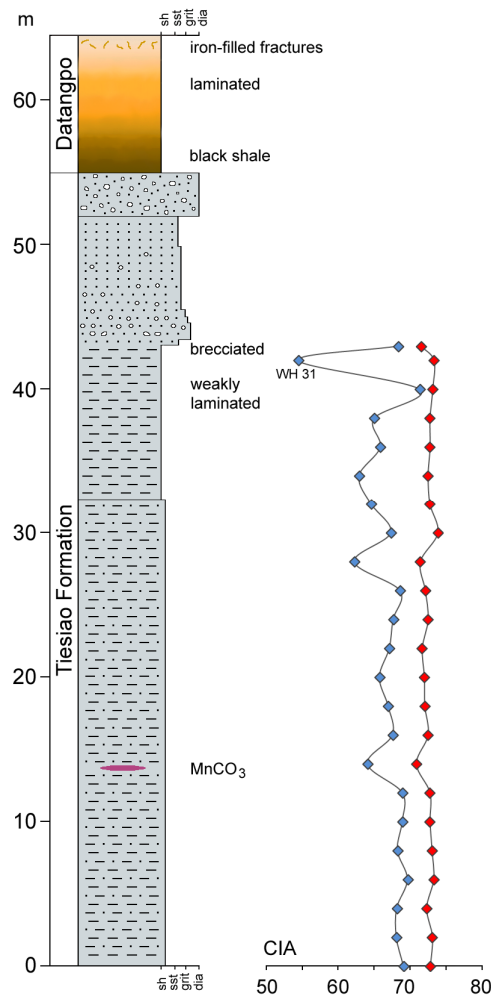 m
sh
sst
grit
dia
iron-filled fractures
60
laminated
Datangpo
black shale
50
brecciated
WH 31
40
weakly
laminated
30
Tiesiao Formation
20
MnCO3
10
0
CIA
sh
sst
grit
dia
50
60
70
80